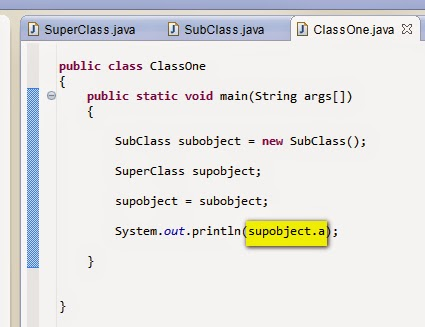 SuperClass.java SubClass.java ClassOne.java
public class ClassOne
{
public static void main(String args[])
{
SubClass subobject = new SubClass();
SuperClass supobject;
supobject = subobject;
System.out.println(supobject.a);
}
}